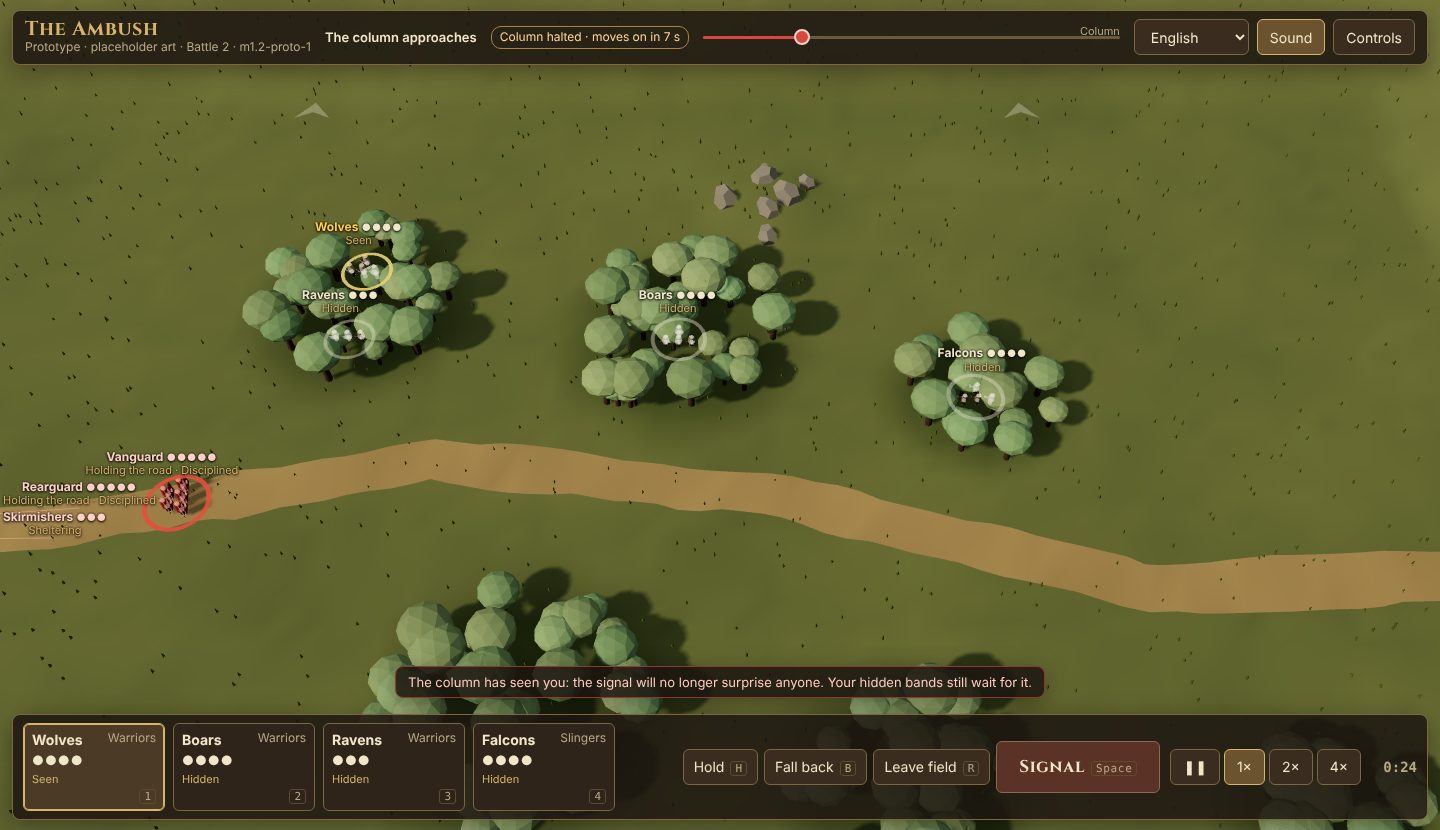 The Ambush
Prototype · placeholder art · Battle 2 · m1.2-proto-1
The column approaches
Column halted · moves on in 7 s
Column
English
Sound
Controls
Wolves
Seen
Ravens
Hidden
Boars
Hidden
Falcons
Hidden
Vanguard
Holding the road · Disciplined
Rearguard
Holding the road · Disciplined
Skirmishers
Sheltering
The column has seen you: the signal will no longer surprise anyone. Your hidden bands still wait for it.
Wolves Warriors
Seen
1
Boars Warriors
Hidden
2
Ravens Warriors
Hidden
3
Falcons Slingers
Hidden
4
Hold H
Fall back B
Leave field R
Signal Space
1×
2×
4×
0:24